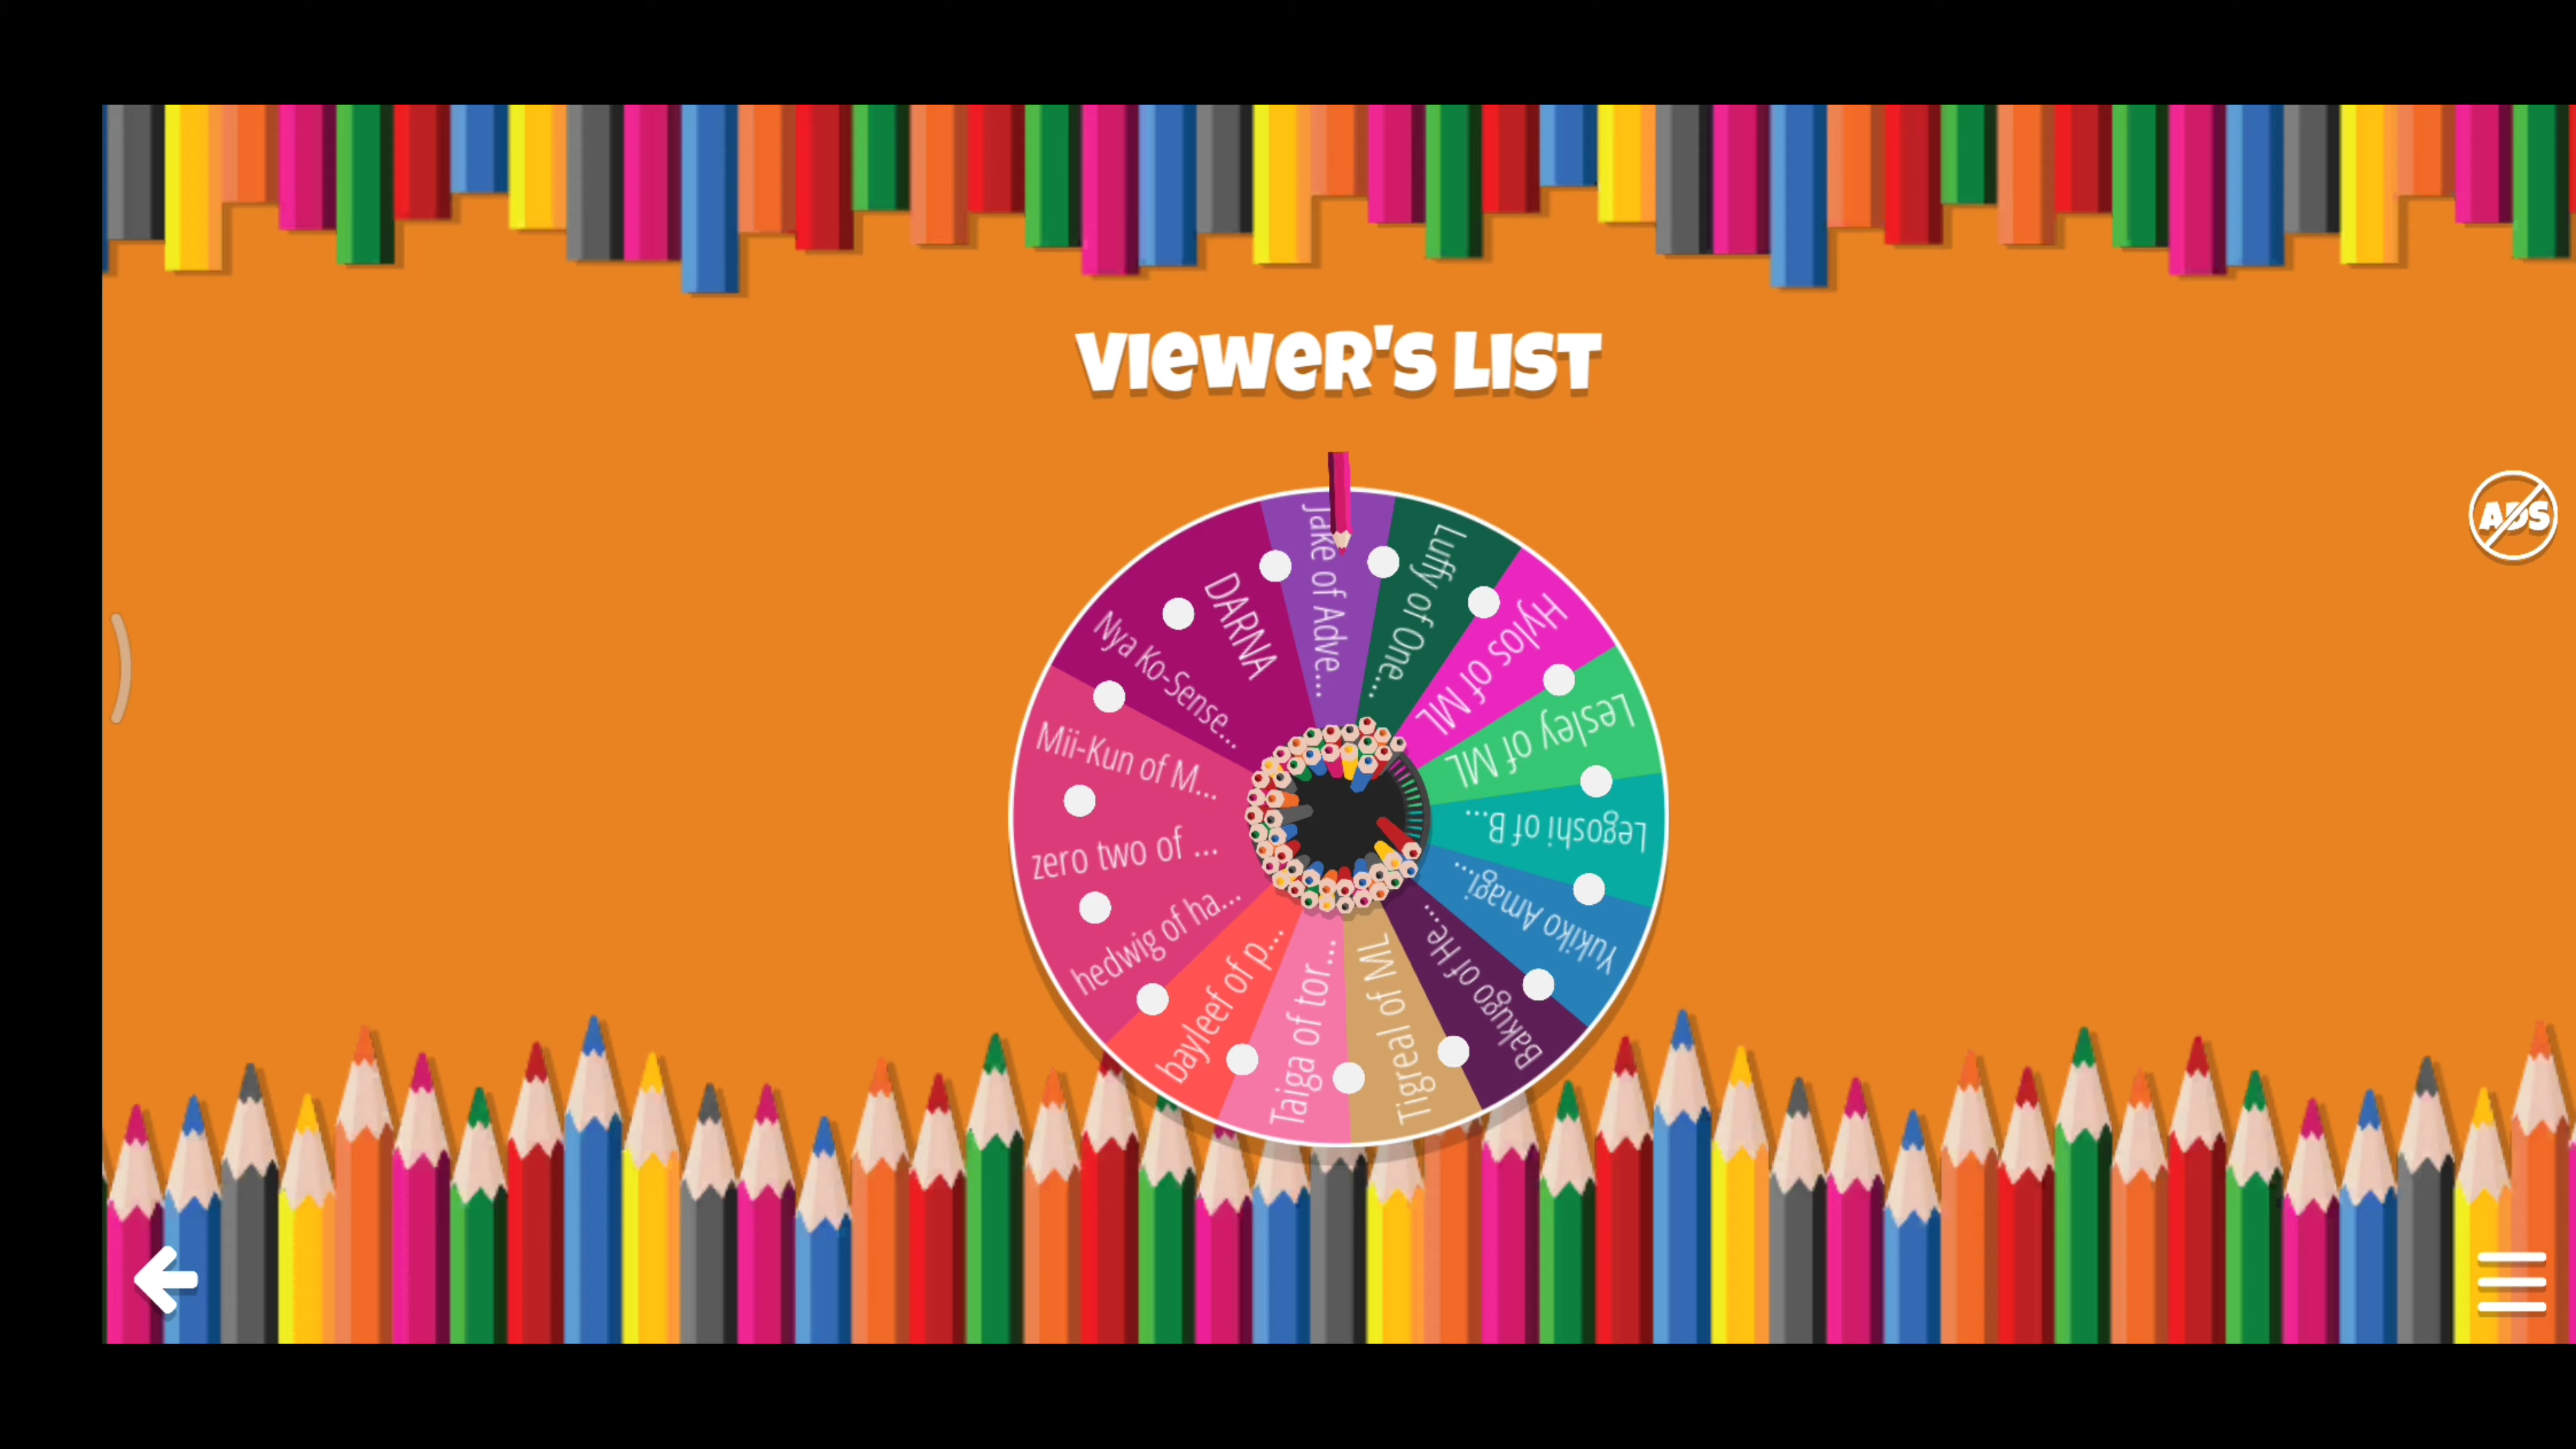 VIEWER'S LIST
ADS
Jake of Adve...
Luffy of One...
Hylos of ML
Lesley of ML
Legoshi of B...
Yukiko Amagi...
Bakugo of He...
Tigreal of ML
Taiga of tor...
bayleef of p...
hedwig of ha...
zero two of ...
Mii-Kun of M...
Nya Ko-Sense...
DARNA